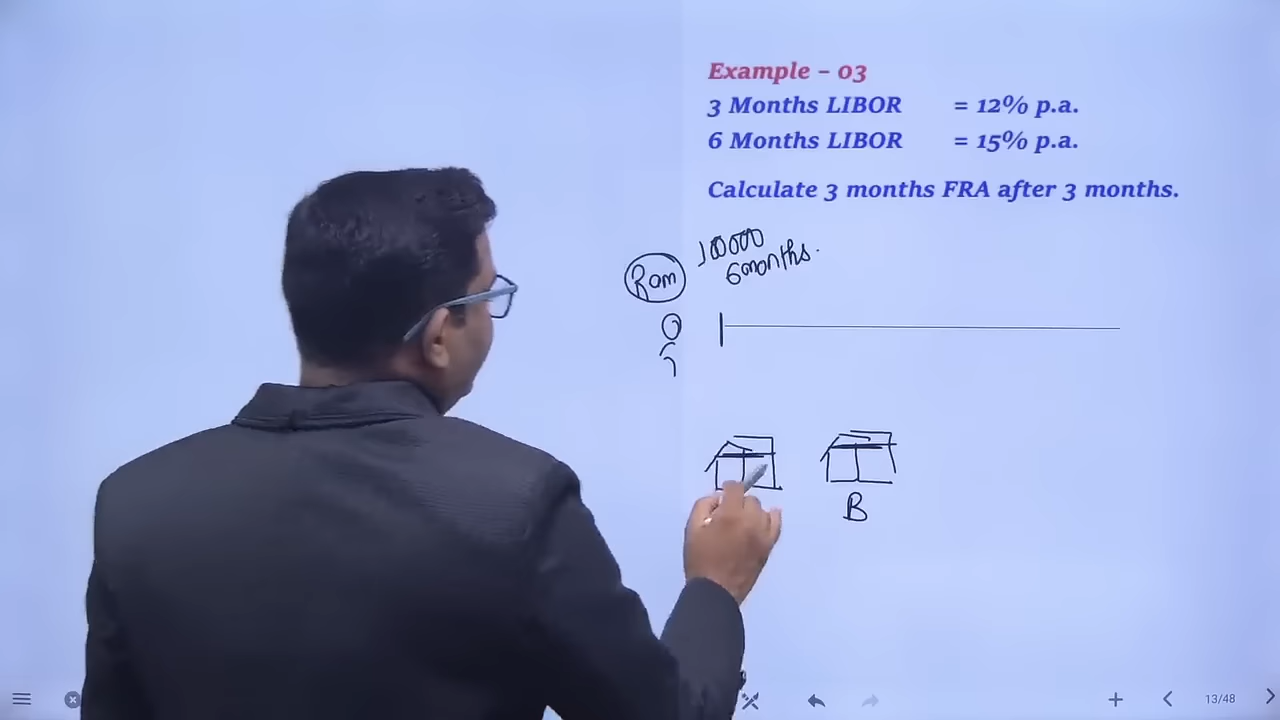 Example – 03
3 Months LIBOR = 12% p.a.
6 Months LIBOR = 15% p.a.
Calculate 3 months FRA after 3 months.
Ram
10000
6months.
B
13/48